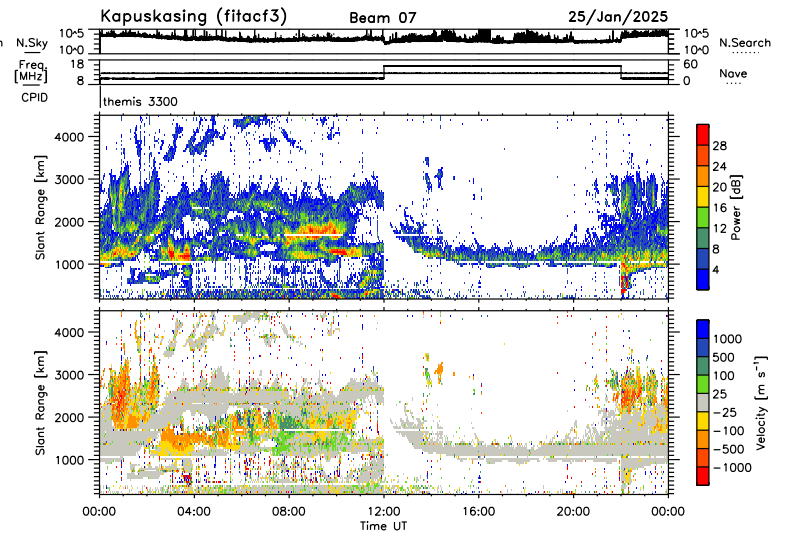 Kapuskasing (fitacf3) Beam 07 25/Jan/2025
N.Sky 10^5 10^0 10^5 10^0 N.Search
Freq. [MHz] 18 8 60 0 Nave
CPID themis 3300
Slant Range [km] 4000 3000 2000 1000
Power [dB] 28 24 20 16 12 8 4
Slant Range [km] 4000 3000 2000 1000
Velocity [m s⁻¹] 1000 500 100 25 −25 −100 −500 −1000
00:00 04:00 08:00 12:00 16:00 20:00 00:00
Time UT